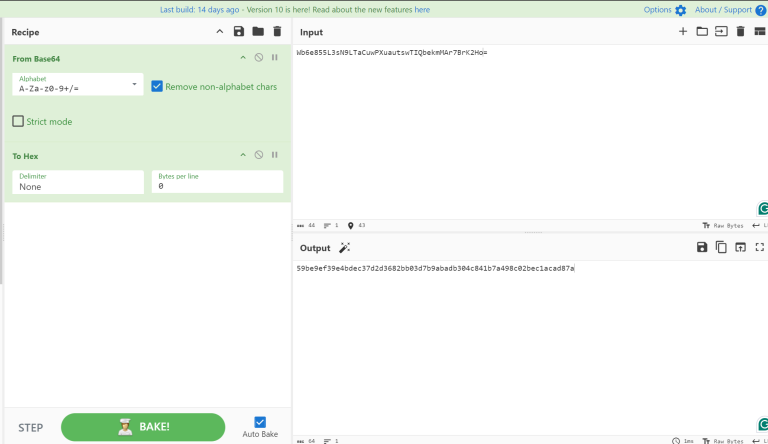 Last build: 14 days ago - Version 10 is here! Read about the new features here
Options
About / Support
Recipe
From Base64
Alphabet
A-Za-z0-9+/=
Remove non-alphabet chars
Strict mode
To Hex
Delimiter
None
Bytes per line
0
STEP
BAKE!
Auto Bake
Input
Wb6e855L3sN9LTaCuwPXuautswTIQbekmMAr7BrK2Ho=
44 1 43
Raw Bytes
Output
59be9ef39e4bdec37d2d3682bb03d7b9abadb304c841b7a498c02bec1acad87a
64 1
1ms Raw Bytes